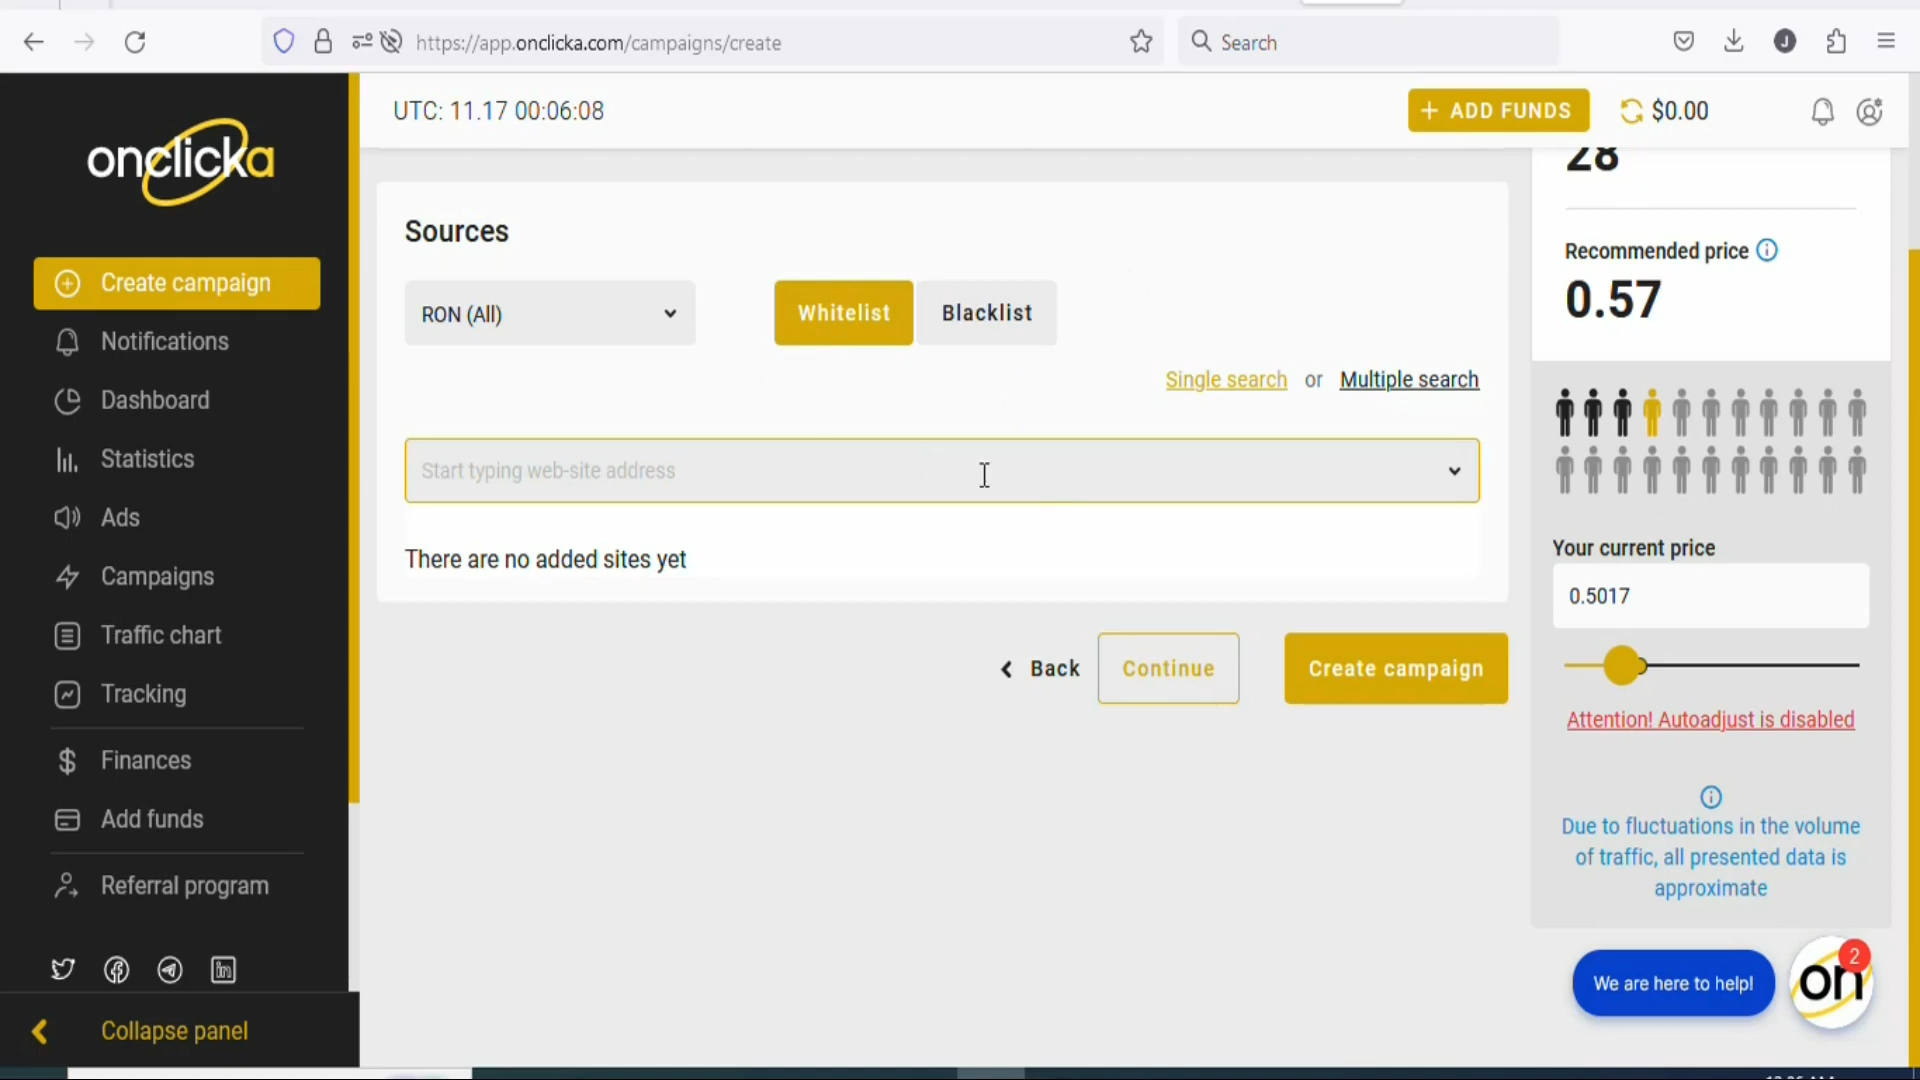 https://app.onclicka.com/campaigns/create
Search
onclicka
UTC: 11.17 00:06:08
+ ADD FUNDS
$0.00
Create campaign
Notifications
Dashboard
Statistics
Ads
Campaigns
Traffic chart
Tracking
Finances
Add funds
Referral program
Collapse panel
Sources
RON (All)
Whitelist
Blacklist
Single search or Multiple search
Start typing web-site address
There are no added sites yet
Back
Continue
Create campaign
28
Recommended price
0.57
Your current price
0.5017
Attention! Autoadjust is disabled
Due to fluctuations in the volume
of traffic, all presented data is
approximate
We are here to help!
on
2